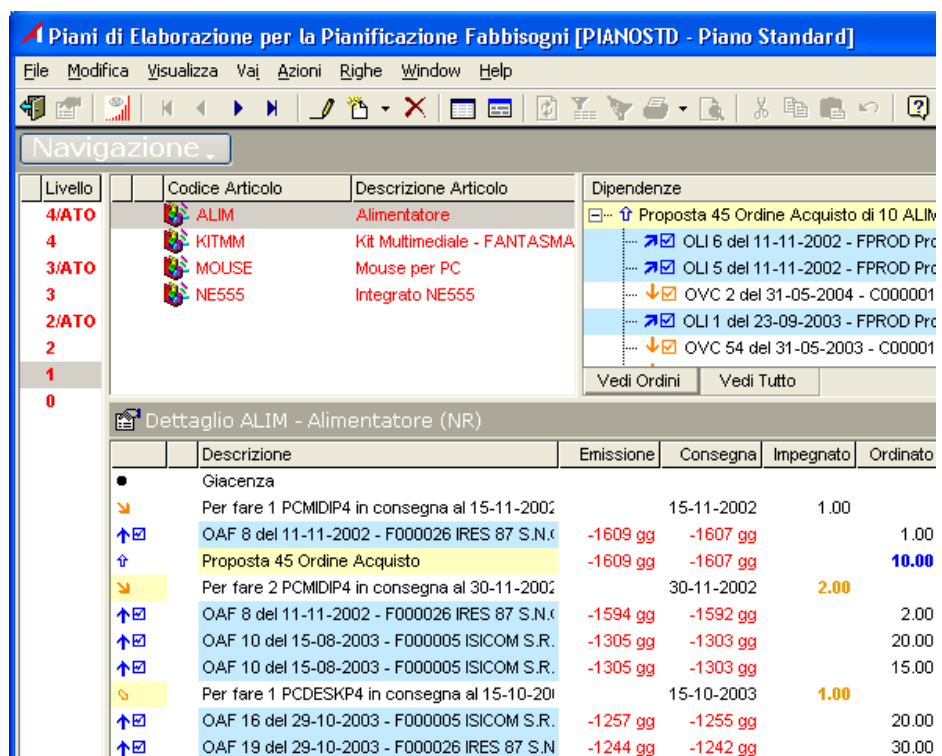 Piani di Elaborazione per la Pianificazione Fabbisogni [PIANOSTD - Piano Standard]
File Modifica Visualizza Vai Azioni Righe Window Help
Navigazione
Livello Codice Articolo Descrizione Articolo Dipendenze
4/ATO ALIM Alimentatore Proposta 45 Ordine Acquisto di 10 ALIM
4 KITMM Kit Multimediale - FANTASMA OLI 6 del 11-11-2002 - FPROD Pro
3/ATO MOUSE Mouse per PC OLI 5 del 11-11-2002 - FPROD Pro
3 NE555 Integrato NE555 OVC 2 del 31-05-2004 - C000001
2/ATO OLI 1 del 23-09-2003 - FPROD Pro
2 OVC 54 del 31-05-2003 - C00001
1 Vedi Ordini Vedi Tutto
0
Dettaglio ALIM - Alimentatore (NR)
Descrizione Emissione Consegna Impegnato Ordinato
Giacenza
Per fare 1 PCMIDIP4 in consegna al 15-11-2002 15-11-2002 1.00
OAF 8 del 11-11-2002 - F000026 IRES 87 S.N. -1609 gg -1607 gg 1.00
Proposta 45 Ordine Acquisto -1609 gg -1607 gg 10.00
Per fare 2 PCMIDIP4 in consegna al 30-11-2002 30-11-2002 2.00
OAF 8 del 11-11-2002 - F000026 IRES 87 S.N. -1594 gg -1592 gg 2.00
OAF 10 del 15-08-2003 - F000005 ISICOM S.R. -1305 gg -1303 gg 20.00
OAF 10 del 15-08-2003 - F000005 ISICOM S.R. -1305 gg -1303 gg 15.00
Per fare 1 PCDESKP4 in consegna al 15-10-20 15-10-2003 1.00
OAF 16 del 29-10-2003 - F000005 ISICOM S.R. -1257 gg -1255 gg 20.00
OAF 19 del 29-10-2003 - F000026 IRES 87 S.N -1244 gg -1242 gg 30.00